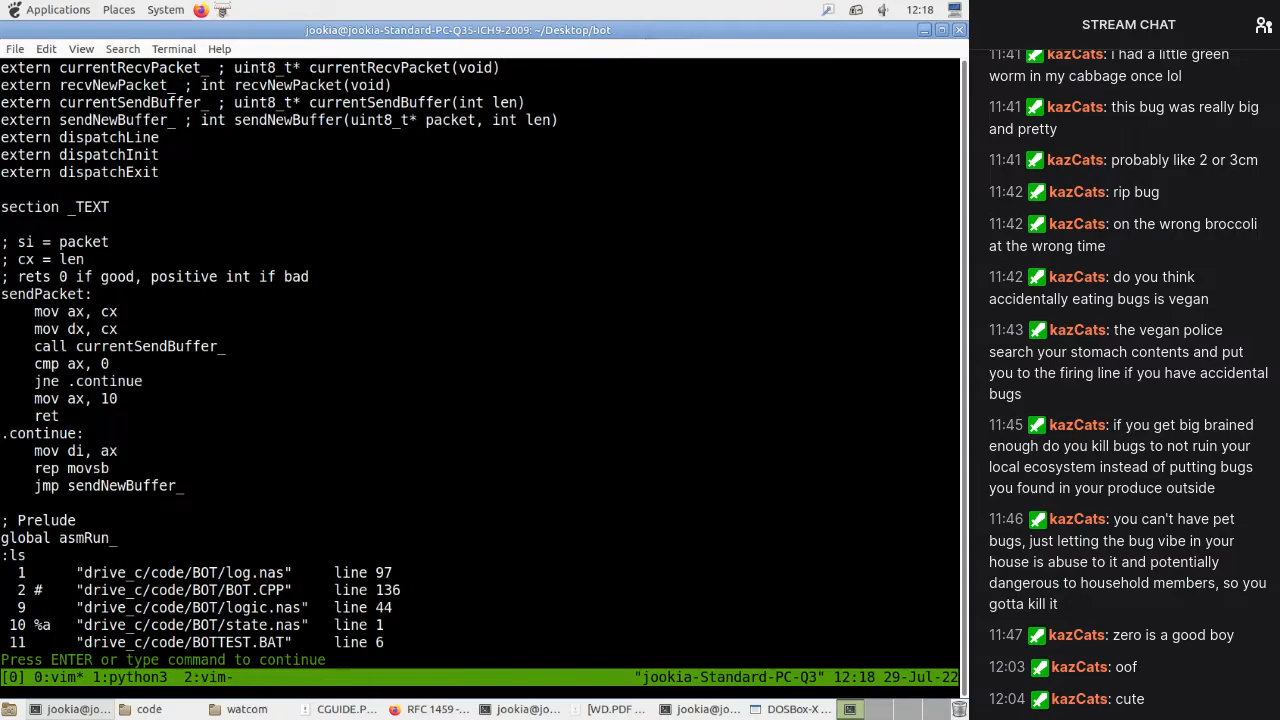 Applications Places System 12:18
jookia@jookia-Standard-PC-Q35-ICH9-2009: ~/Desktop/bot
File Edit View Search Terminal Help
extern currentRecvPacket_ ; uint8_t* currentRecvPacket(void)
extern recvNewPacket_ ; int recvNewPacket(void)
extern currentSendBuffer_ ; uint8_t* currentSendBuffer(int len)
extern sendNewBuffer_ ; int sendNewBuffer(uint8_t* packet, int len)
extern dispatchLine
extern dispatchInit
extern dispatchExit
section _TEXT
; si = packet
; cx = len
; rets 0 if good, positive int if bad
sendPacket:
mov ax, cx
mov dx, cx
call currentSendBuffer_
cmp ax, 0
jne .continue
mov ax, 10
ret
.continue:
mov di, ax
rep movsb
jmp sendNewBuffer_
; Prelude
global asmRun_
:ls
1 "drive_c/code/BOT/log.nas" line 97
2 # "drive_c/code/BOT/BOT.CPP" line 136
9 "drive_c/code/BOT/logic.nas" line 44
10 %a "drive_c/code/BOT/state.nas" line 1
11 "drive_c/code/BOTTEST.BAT" line 6
Press ENTER or type command to continue
[0] 0:vim* 1:python3 2:vim- "jookia-Standard-PC-Q3" 12:18 29-Jul-22
jookia@jo... code watcom CGUIDE.P... RFC 1459 -... jookia@jo... [WD.PDF ... jookia@jo... DOSBox-X ...
STREAM CHAT
11:41 kazCats: i had a little green
worm in my cabbage once lol
11:41 kazCats: this bug was really big
and pretty
11:41 kazCats: probably like 2 or 3cm
11:42 kazCats: rip bug
11:42 kazCats: on the wrong broccoli
at the wrong time
11:42 kazCats: do you think
accidentally eating bugs is vegan
11:43 kazCats: the vegan police
search your stomach contents and put
you to the firing line if you have accidental
bugs
11:45 kazCats: if you get big brained
enough do you kill bugs to not ruin your
local ecosystem instead of putting bugs
you found in your produce outside
11:46 kazCats: you can't have pet
bugs, just letting the bug vibe in your
house is abuse to it and potentially
dangerous to household members, so you
gotta kill it
11:47 kazCats: zero is a good boy
12:03 kazCats: oof
12:04 kazCats: cute